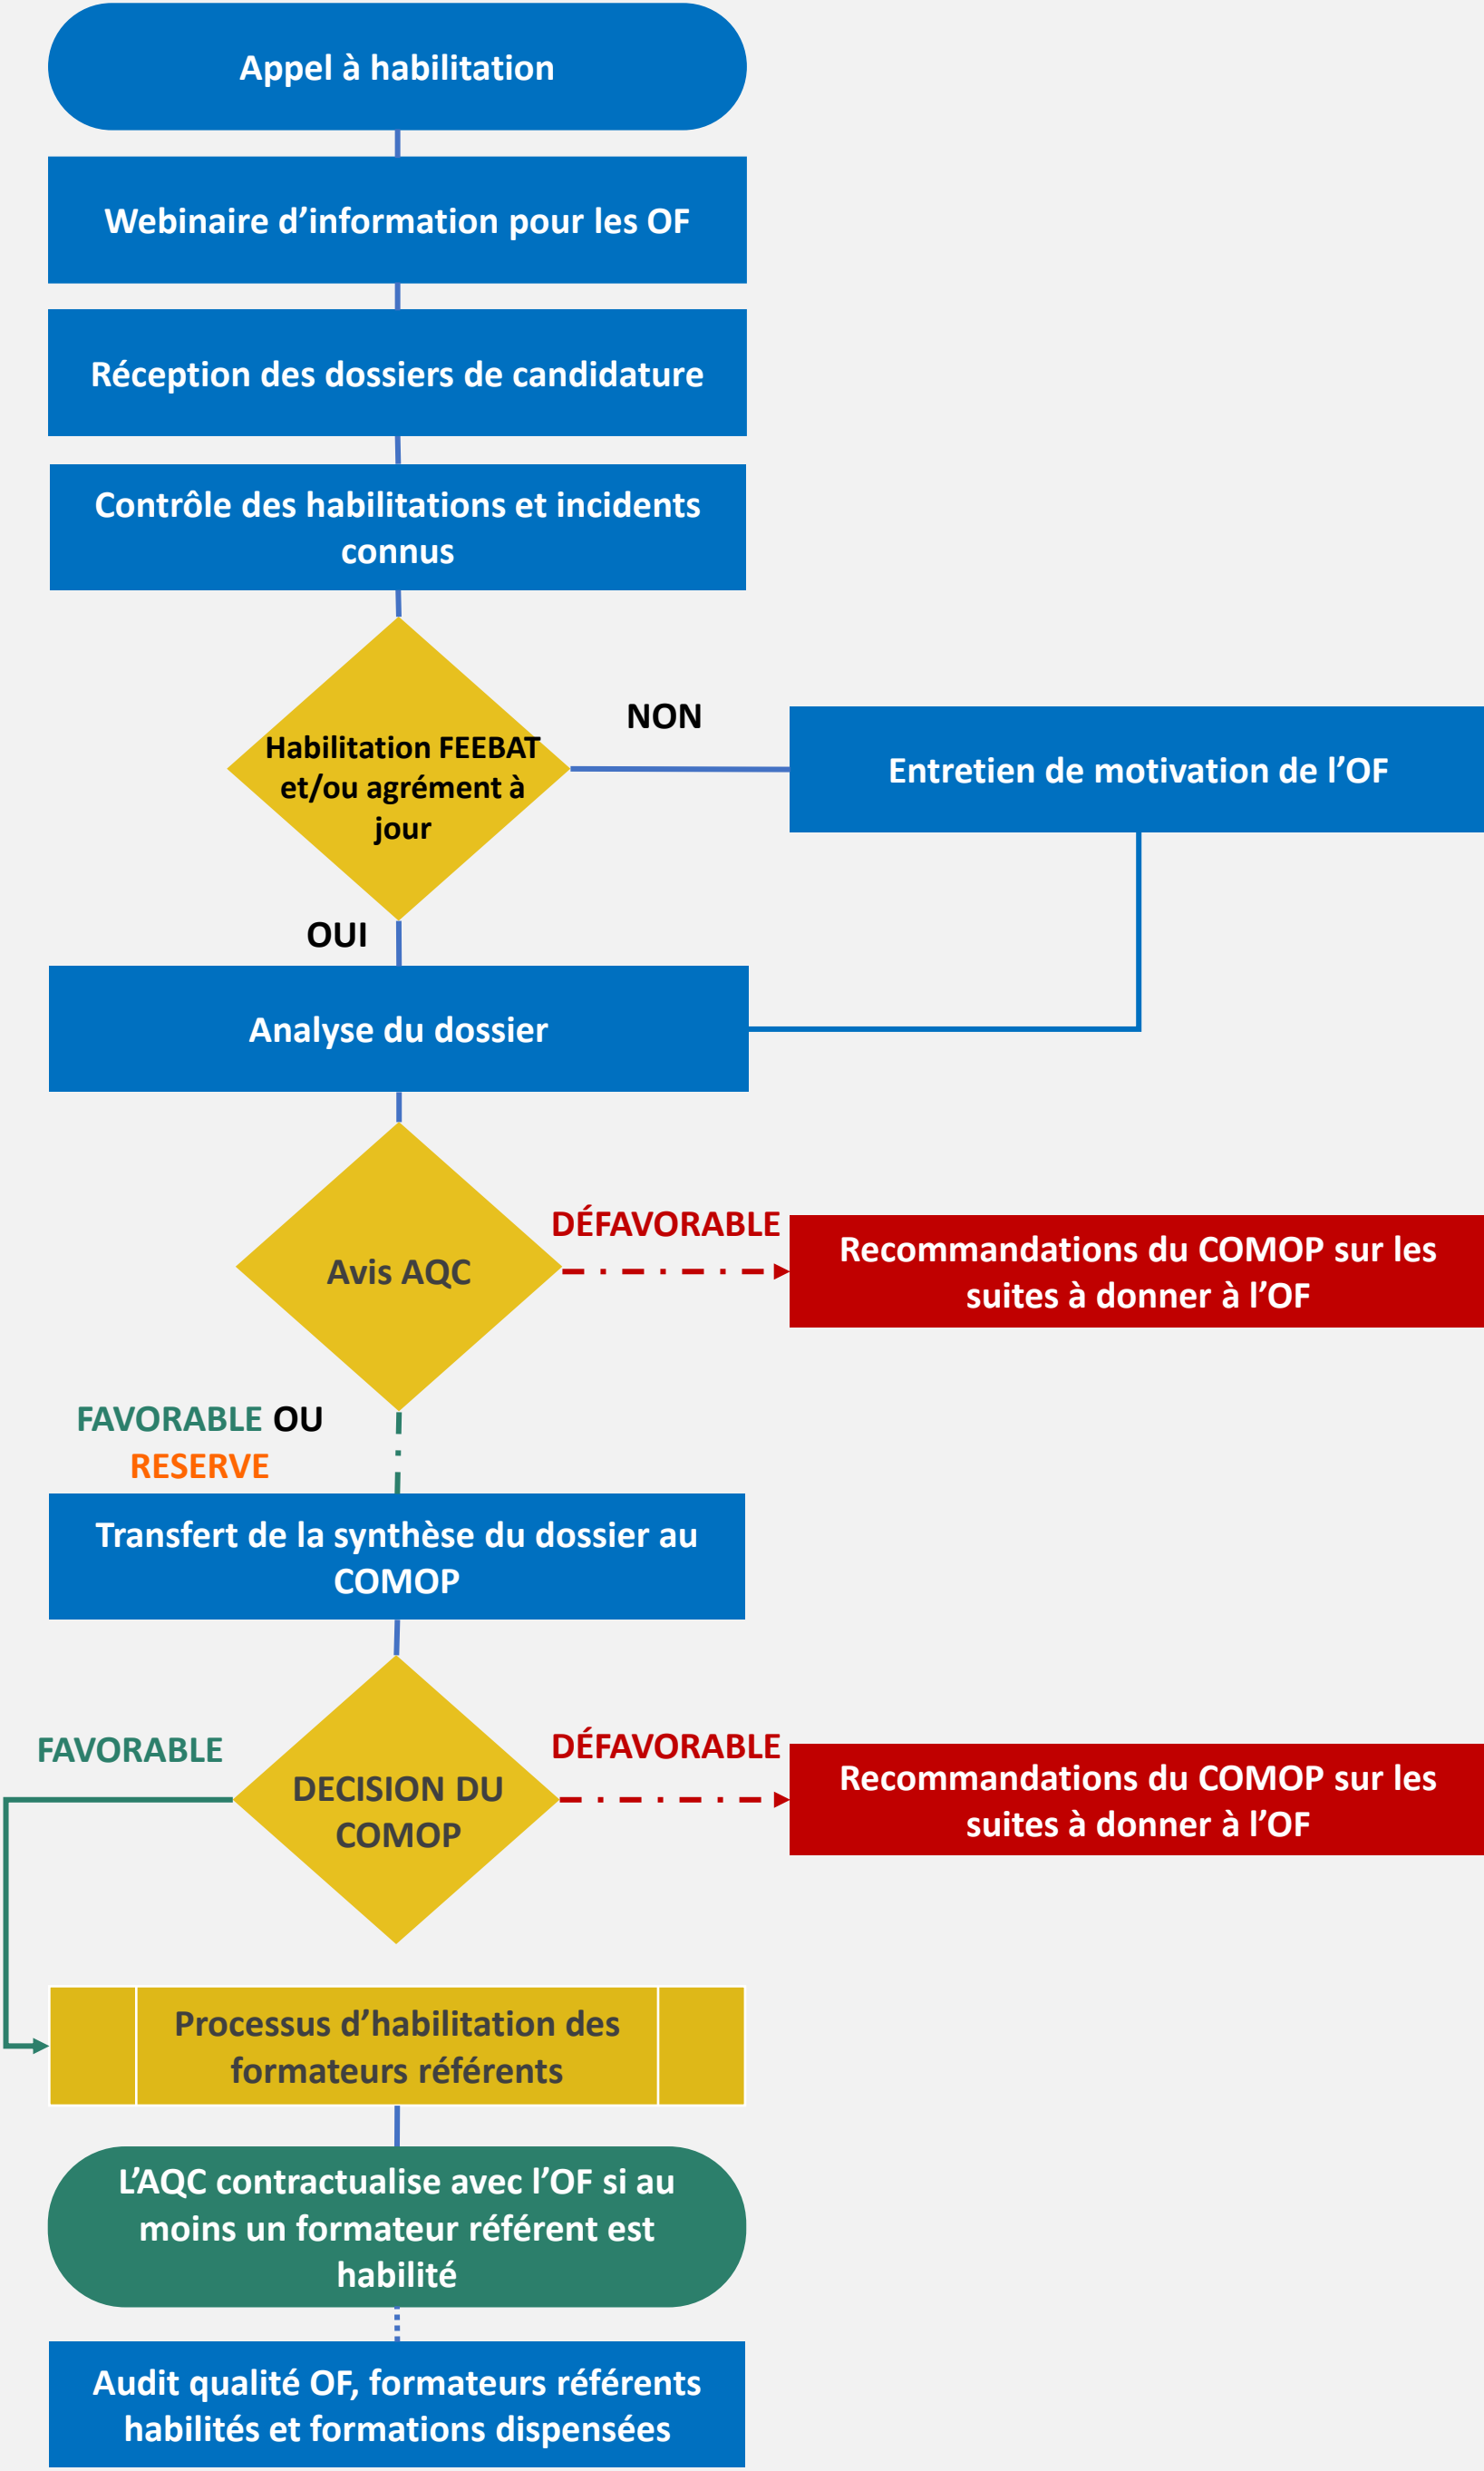 Appel à habilitation
Webinaire d’information pour les OF
Réception des dossiers de candidature
Contrôle des habilitations et incidents
connus
NON
Habilitation FEEBAT
et/ou agrément à
jour
Entretien de motivation de l’OF
OUI
Analyse du dossier
DÉFAVORABLE
Avis AQC
Recommandations du COMOP sur les
suites à donner à l’OF
FAVORABLE OU
RESERVE
Transfert de la synthèse du dossier au
COMOP
FAVORABLE
DÉFAVORABLE
DECISION DU
COMOP
Recommandations du COMOP sur les
suites à donner à l’OF
Processus d’habilitation des
formateurs référents
L’AQC contractualise avec l’OF si au
moins un formateur référent est
habilité
Audit qualité OF, formateurs référents
habilités et formations dispensées